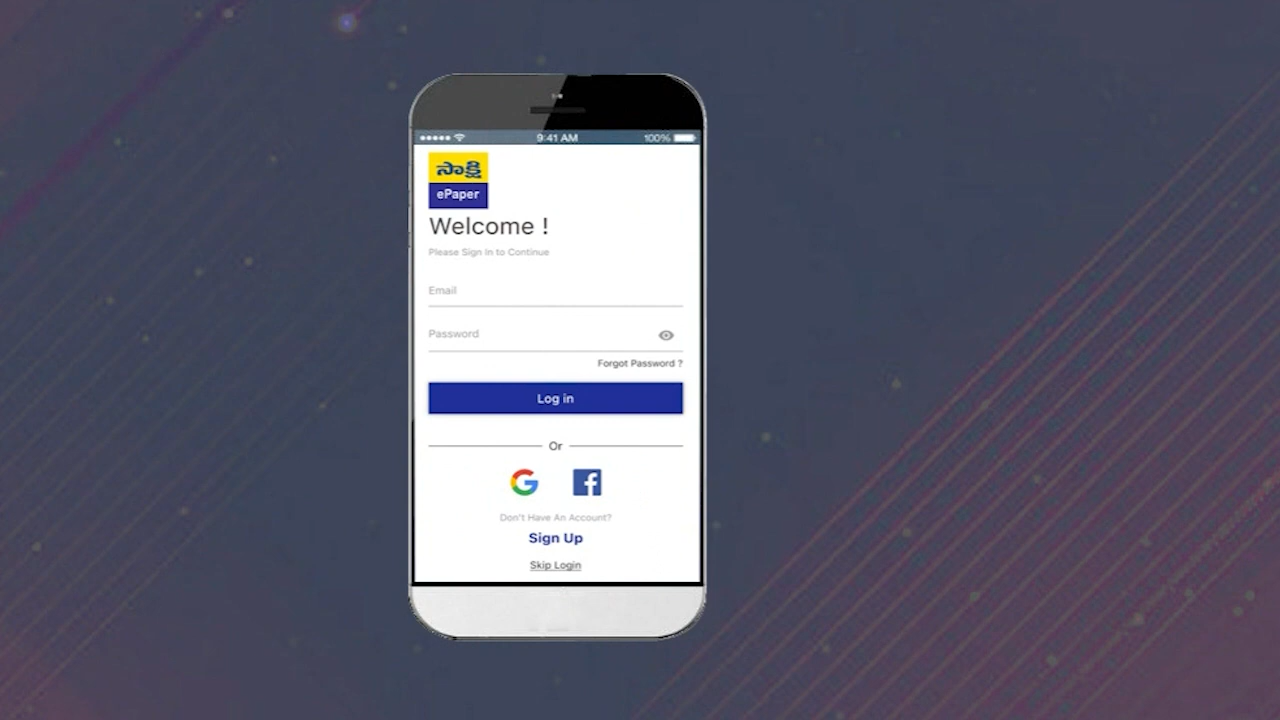 9:41 AM 100%
సాక్షి
ePaper
Welcome !
Please Sign In to Continue
Email
Password
Forgot Password ?
Log in
Or
Don't Have An Account?
Sign Up
Skip Login